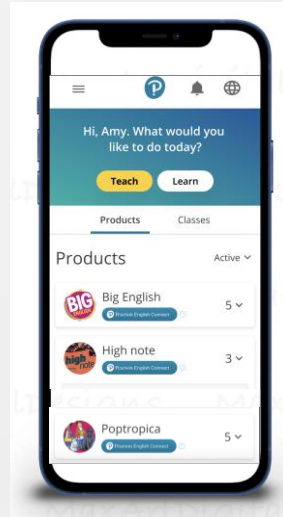 Hi, Amy. What would you
like to do today?
Teach Learn
Products Classes
Products Active
BIG ENGLISH
Big English 5
Pearson English Connect
high note
High note 3
Pearson English Connect
Poptropica 5
Pearson English Connect